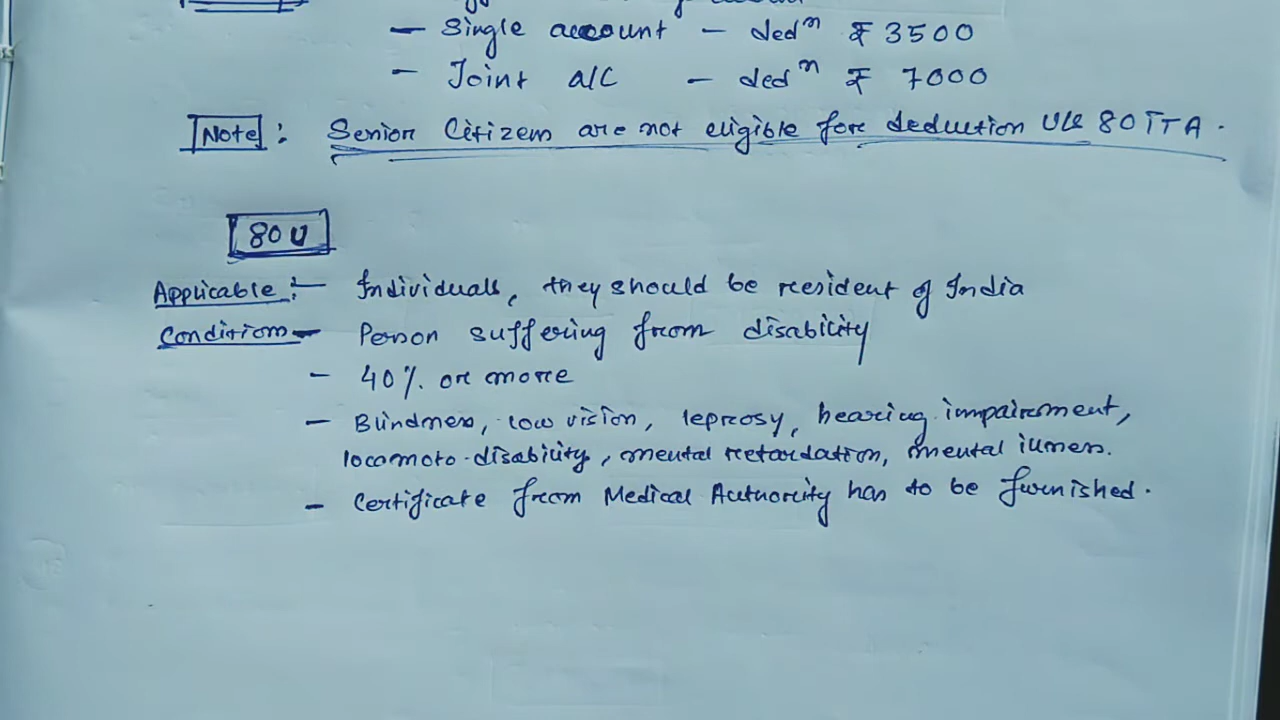 - Single account - dedⁿ ₹ 3500
- Joint a/c - dedⁿ ₹ 7000
Note : Senior Citizen are not eligible for deduction U/s 80TTA.
80 U
Applicable :- Individuals, they should be resident of India
Condition - Person suffering from disability
- 40% or more
- Blindness, low vision, leprosy, hearing impairment,
locomoto-disability, mental retardation, mental illness.
- Certificate from Medical Authority has to be furnished.